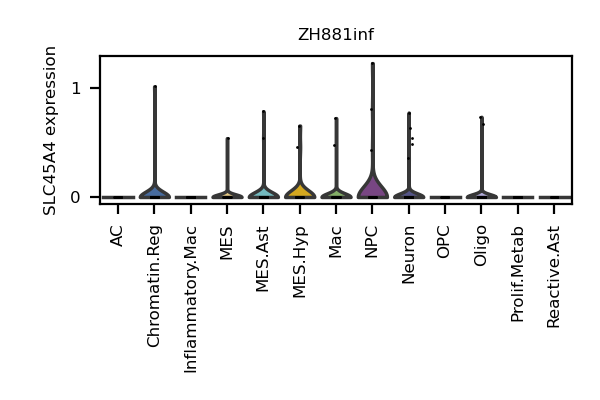 ZH881inf
SLC45A4 expression
1
0
AC
Chromatin.Reg
Inflammatory.Mac
MES
MES.Ast
MES.Hyp
Mac
NPC
Neuron
OPC
Oligo
Prolif.Metab
Reactive.Ast